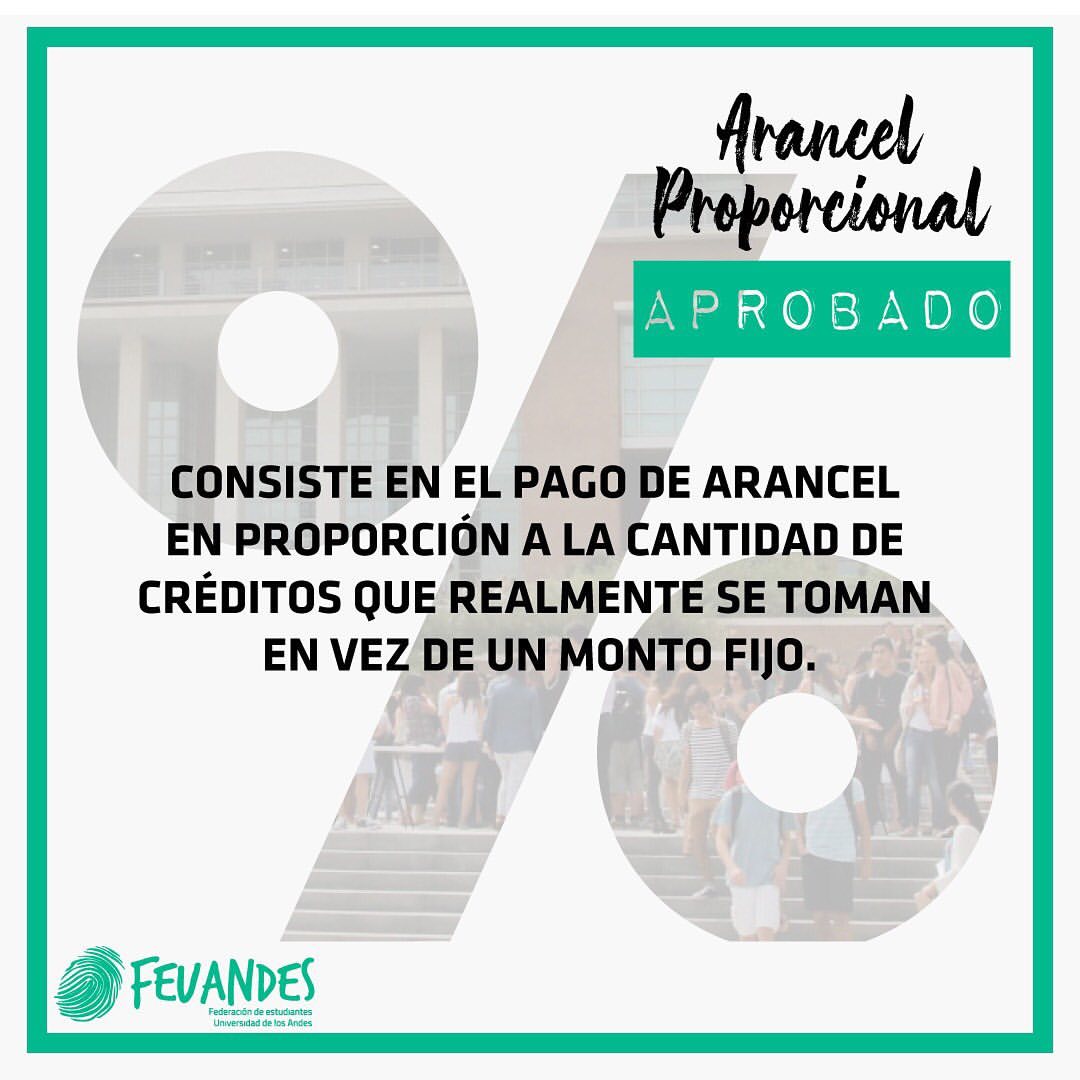 Arancel
Proporcional
APROBADO
CONSISTE EN EL PAGO DE ARANCEL
EN PROPORCIÓN A LA CANTIDAD DE
CRÉDITOS QUE REALMENTE SE TOMAN
EN VEZ DE UN MONTO FIJO.
FEUANDES
Federación de estudiantes
Universidad de los Andes